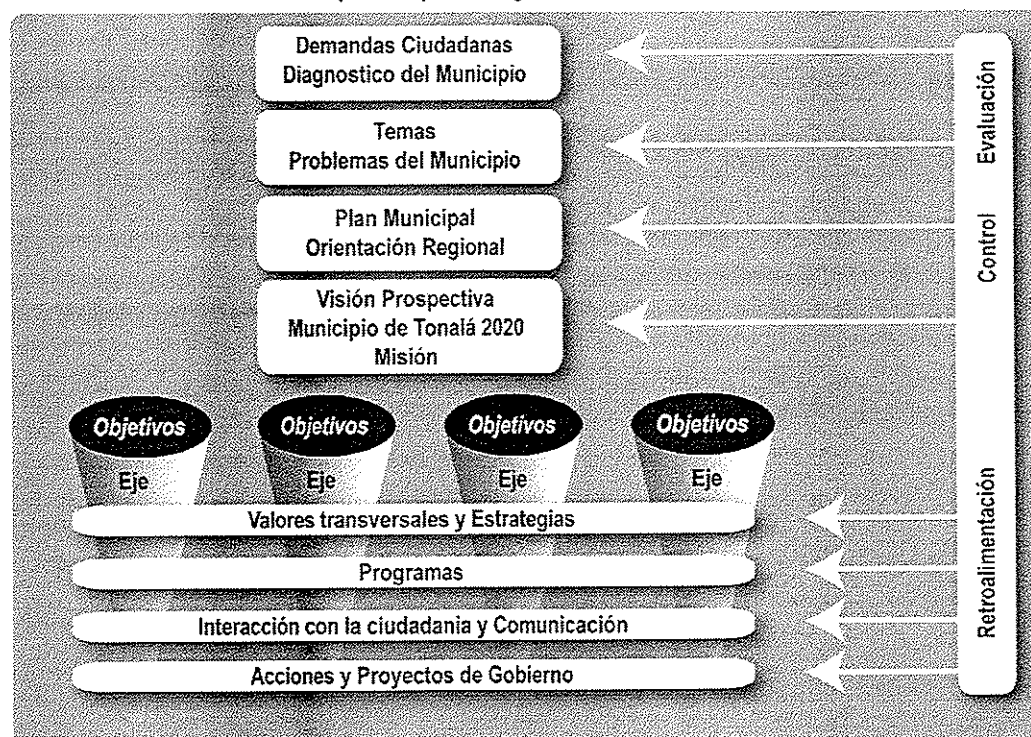 Demandas Ciudadanas
Diagnostico del Municipio
Temas
Problemas del Municipio
Plan Municipal
Orientación Regional
Visión Prospectiva
Municipio de Tonalá 2020
Misión
Objetivos
Objetivos
Objetivos
Objetivos
Eje
Eje
Eje
Eje
Valores transversales y Estrategias
Programas
Interacción con la ciudadania y Comunicación
Acciones y Proyectos de Gobierno
Evaluación
Control
Retroalimentación